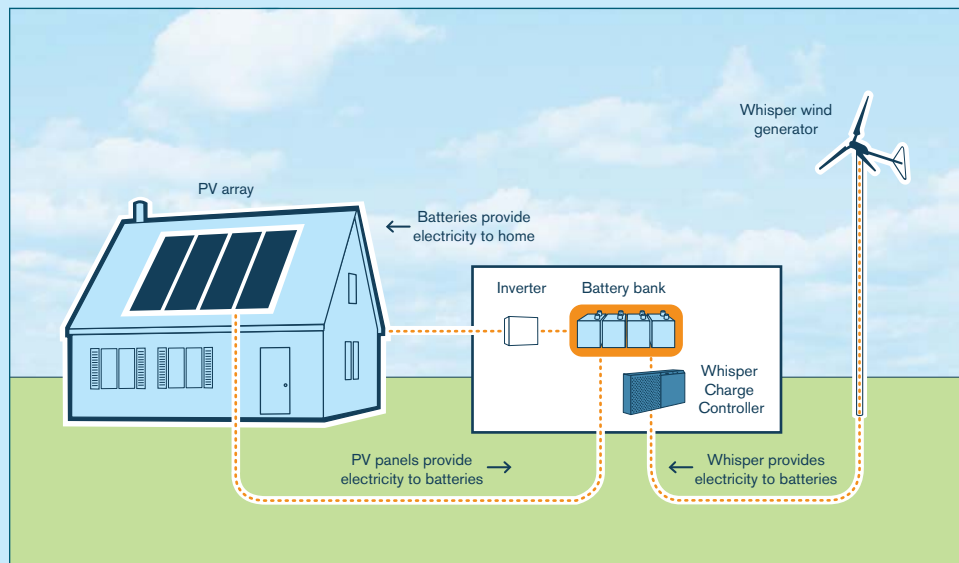 Whisper wind
generator
PV array
Batteries provide
electricity to home
Inverter
Battery bank
Whisper
Charge
Controller
PV panels provide
electricity to batteries
Whisper provides
electricity to batteries